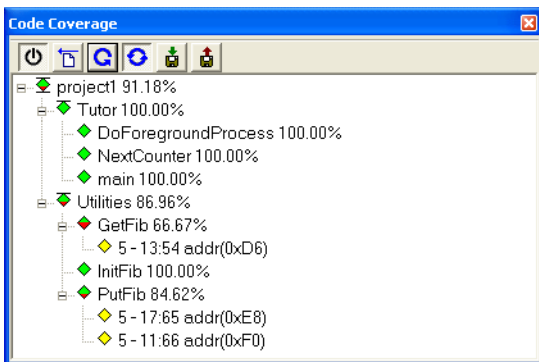 Code Coverage
project1 91.18%
Tutor 100.00%
DoForegroundProcess 100.00%
NextCounter 100.00%
main 100.00%
Utilities 86.96%
GetFib 66.67%
5-13:54 addr(0xD6)
InitFib 100.00%
PutFib 84.62%
5-17:65 addr(0xE8)
5-11:66 addr(0xF0)